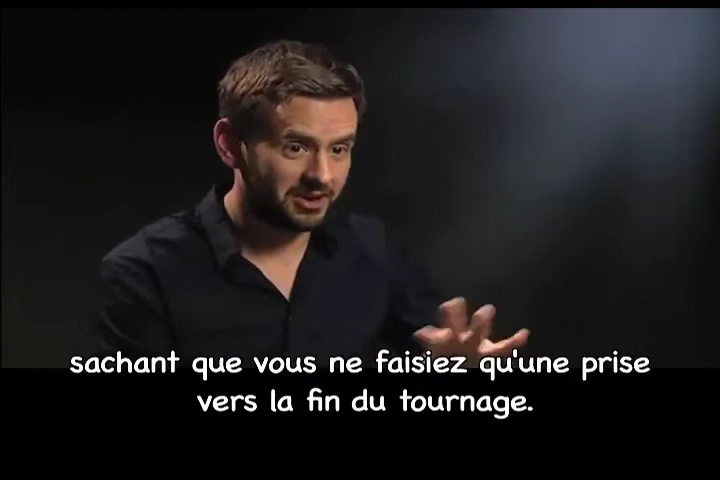 sachant que vous ne faisiez qu'une prise
vers la fin du tournage.